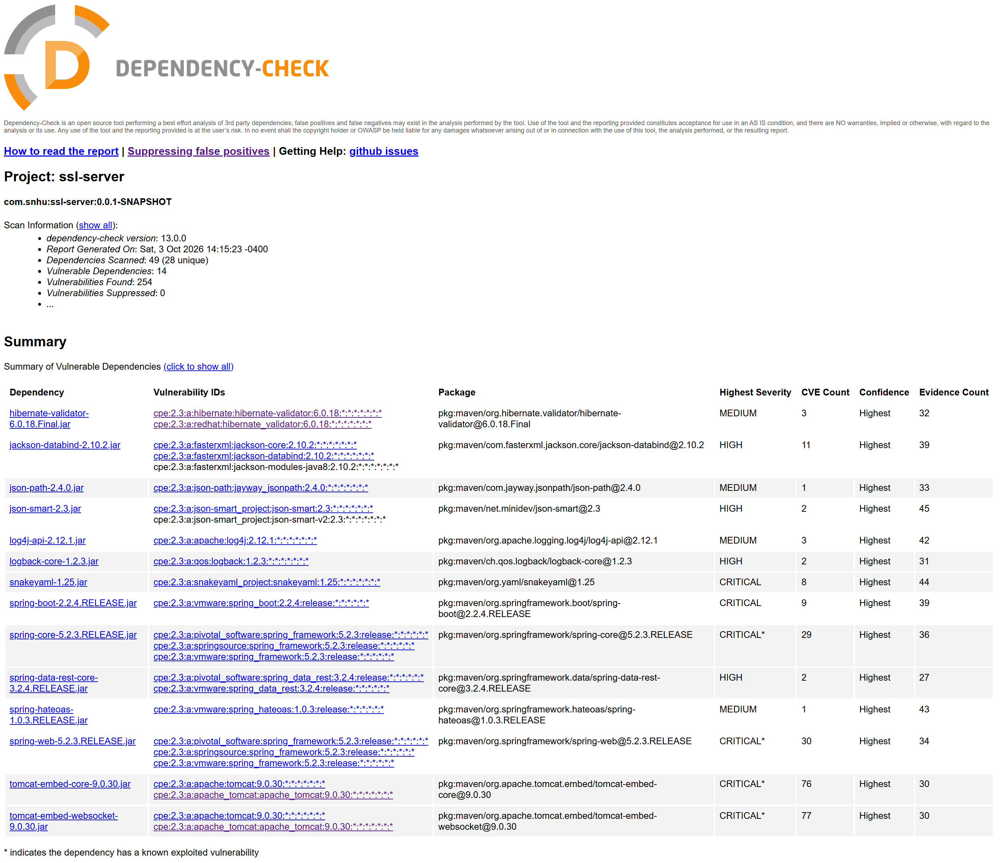 D
DEPENDENCY-CHECK
Dependency-Check is an open source tool performing a best effort analysis of 3rd party dependencies; false positives and false negatives may exist in the analysis performed by the tool. Use of the tool and the reporting provided constitutes acceptance for use in an AS IS condition, and there are NO warranties, implied or otherwise, with regard to the
analysis or its use. Any use of the tool and the reporting provided is at the user's risk. In no event shall the copyright holder or OWASP be held liable for any damages whatsoever arising out of or in connection with the use of this tool, the analysis performed, or the resulting report.
How to read the report | Suppressing false positives | Getting Help: github issues
Project: ssl-server
com.snhu:ssl-server:0.0.1-SNAPSHOT
Scan Information (show all):
• dependency-check version: 13.0.0
• Report Generated On: Sat, 3 Oct 2026 14:15:23 -0400
• Dependencies Scanned: 49 (28 unique)
• Vulnerable Dependencies: 14
• Vulnerabilities Found: 254
• Vulnerabilities Suppressed: 0
• ...
Summary
Summary of Vulnerable Dependencies (click to show all)
Dependency Vulnerability IDs Package Highest Severity CVE Count Confidence Evidence Count
hibernate-validator- cpe:2.3:a:hibernate:hibernate-validator:6.0.18:*:*:*:*:*:*:* pkg:maven/org.hibernate.validator/hibernate- MEDIUM 3 Highest 32
6.0.18.Final.jar cpe:2.3:a:redhat:hibernate_validator:6.0.18:*:*:*:*:*:*:* validator@6.0.18.Final
jackson-databind-2.10.2.jar cpe:2.3:a:fasterxml:jackson-core:2.10.2:*:*:*:*:*:*:* pkg:maven/com.fasterxml.jackson.core/jackson-databind@2.10.2 HIGH 11 Highest 39
cpe:2.3:a:fasterxml:jackson-databind:2.10.2:*:*:*:*:*:*:*
cpe:2.3:a:fasterxml:jackson-modules-java8:2.10.2:*:*:*:*:*:*:*
json-path-2.4.0.jar cpe:2.3:a:json-path:jayway_jsonpath:2.4.0:*:*:*:*:*:*:* pkg:maven/com.jayway.jsonpath/json-path@2.4.0 MEDIUM 1 Highest 33
json-smart-2.3.jar cpe:2.3:a:json-smart_project:json-smart:2.3:*:*:*:*:*:*:* pkg:maven/net.minidev/json-smart@2.3 HIGH 2 Highest 45
cpe:2.3:a:json-smart_project:json-smart-v2:2.3:*:*:*:*:*:*:*
log4j-api-2.12.1.jar cpe:2.3:a:apache:log4j:2.12.1:*:*:*:*:*:*:* pkg:maven/org.apache.logging.log4j/log4j-api@2.12.1 MEDIUM 3 Highest 42
logback-core-1.2.3.jar cpe:2.3:a:qos:logback:1.2.3:*:*:*:*:*:*:* pkg:maven/ch.qos.logback/logback-core@1.2.3 HIGH 2 Highest 31
snakeyaml-1.25.jar cpe:2.3:a:snakeyaml_project:snakeyaml:1.25:*:*:*:*:*:*:* pkg:maven/org.yaml/snakeyaml@1.25 CRITICAL 8 Highest 44
spring-boot-2.2.4.RELEASE.jar cpe:2.3:a:vmware:spring_boot:2.2.4:release:*:*:*:*:*:* pkg:maven/org.springframework.boot/spring- CRITICAL 9 Highest 39
boot@2.2.4.RELEASE
spring-core-5.2.3.RELEASE.jar cpe:2.3:a:pivotal_software:spring_framework:5.2.3:release:*:*:*:*:*:* pkg:maven/org.springframework/spring-core@5.2.3.RELEASE CRITICAL* 29 Highest 36
cpe:2.3:a:springsource:spring_framework:5.2.3:release:*:*:*:*:*:*
cpe:2.3:a:vmware:spring_framework:5.2.3:release:*:*:*:*:*:*
spring-data-rest-core- cpe:2.3:a:pivotal_software:spring_data_rest:3.2.4:release:*:*:*:*:*:* pkg:maven/org.springframework.data/spring-data-rest- HIGH 2 Highest 27
3.2.4.RELEASE.jar cpe:2.3:a:vmware:spring_data_rest:3.2.4:release:*:*:*:*:*:* core@3.2.4.RELEASE
spring-hateoas- cpe:2.3:a:vmware:spring_hateoas:1.0.3:release:*:*:*:*:*:* pkg:maven/org.springframework.hateoas/spring- MEDIUM 1 Highest 43
1.0.3.RELEASE.jar hateoas@1.0.3.RELEASE
spring-web-5.2.3.RELEASE.jar cpe:2.3:a:pivotal_software:spring_framework:5.2.3:release:*:*:*:*:*:* pkg:maven/org.springframework/spring-web@5.2.3.RELEASE CRITICAL* 30 Highest 34
cpe:2.3:a:springsource:spring_framework:5.2.3:release:*:*:*:*:*:*
cpe:2.3:a:vmware:spring_framework:5.2.3:release:*:*:*:*:*:*
tomcat-embed-core-9.0.30.jar cpe:2.3:a:apache:tomcat:9.0.30:*:*:*:*:*:*:* pkg:maven/org.apache.tomcat.embed/tomcat-embed- CRITICAL* 76 Highest 30
cpe:2.3:a:apache_tomcat:apache_tomcat:9.0.30:*:*:*:*:*:*:* core@9.0.30
tomcat-embed-websocket- cpe:2.3:a:apache:tomcat:9.0.30:*:*:*:*:*:*:* pkg:maven/org.apache.tomcat.embed/tomcat-embed- CRITICAL* 77 Highest 30
9.0.30.jar cpe:2.3:a:apache_tomcat:apache_tomcat:9.0.30:*:*:*:*:*:*:* websocket@9.0.30
* indicates the dependency has a known exploited vulnerability